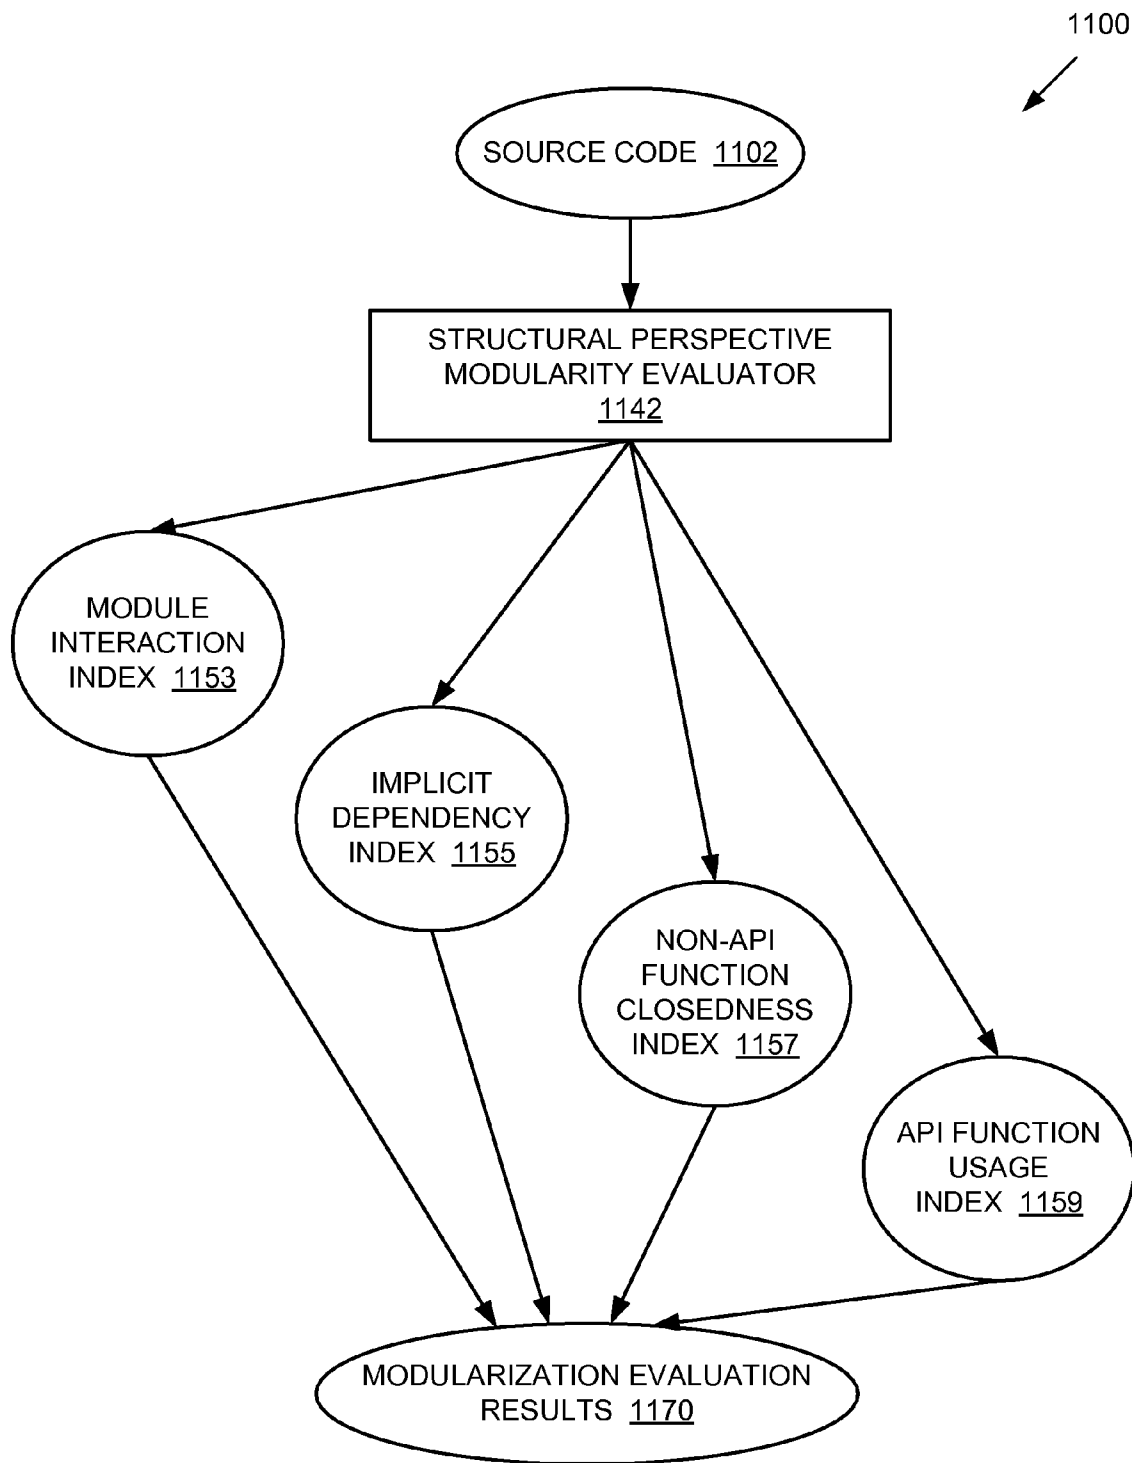 1100
SOURCE CODE 1102
STRUCTURAL PERSPECTIVE
MODULARITY EVALUATOR
1142
MODULE
INTERACTION
INDEX 1153
IMPLICIT
DEPENDENCY
INDEX 1155
NON-API
FUNCTION
CLOSEDNESS
INDEX 1157
API FUNCTION
USAGE
INDEX 1159
MODULARIZATION EVALUATION
RESULTS 1170